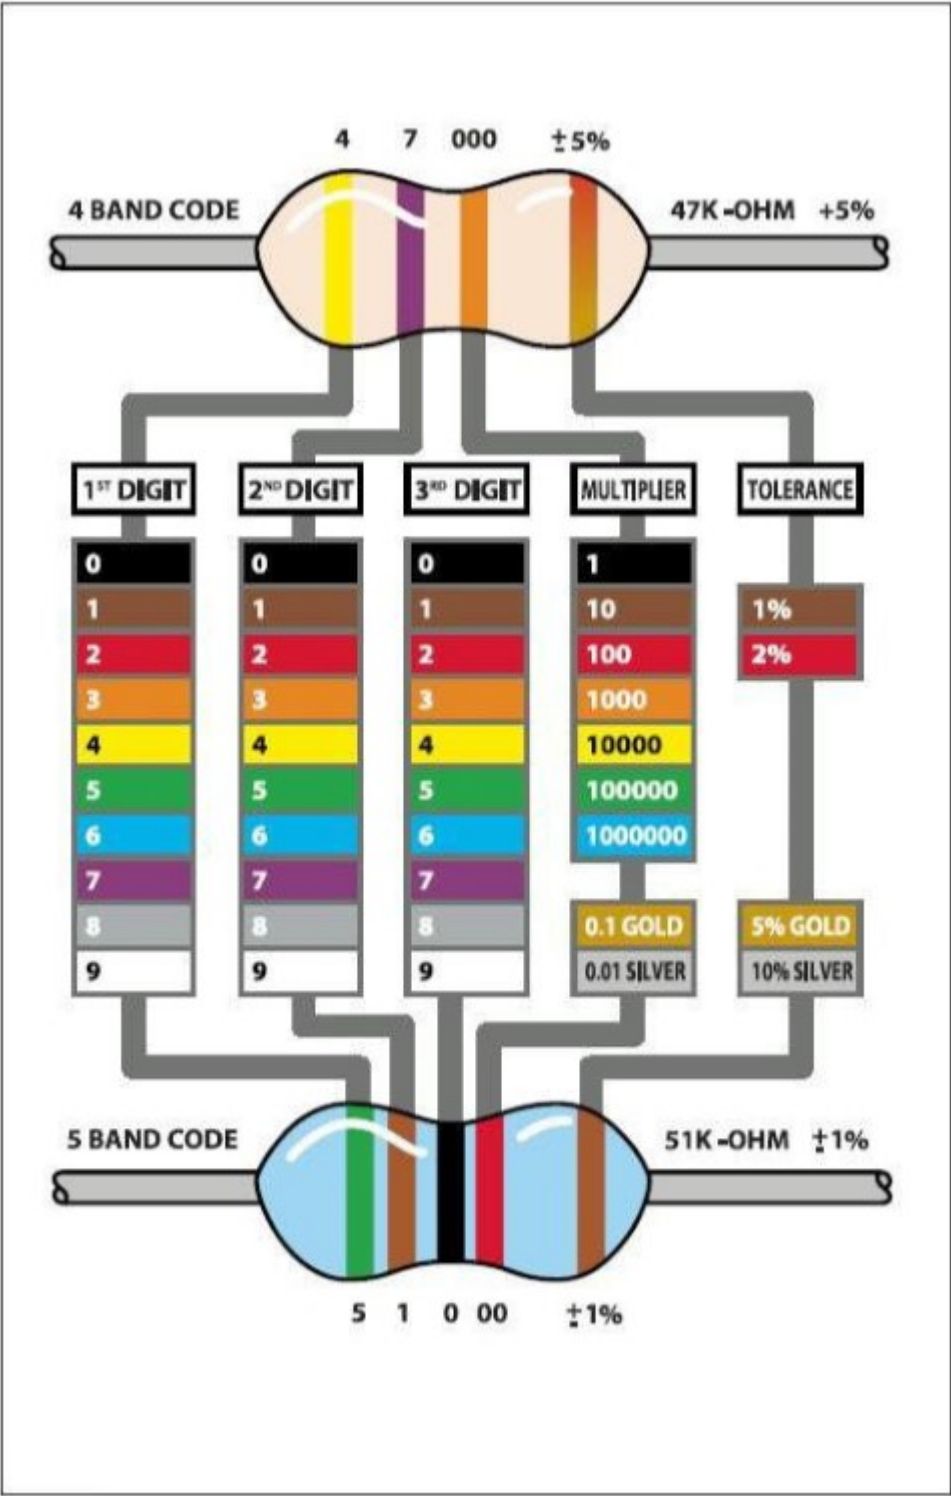 4 7 000 ±5%
4 BAND CODE 47K-OHM +5%
1ST DIGIT 2ND DIGIT 3RD DIGIT MULTIPLIER TOLERANCE
0 0 0 1
1 1 1 10 1%
2 2 2 100 2%
3 3 3 1000
4 4 4 10000
5 5 5 100000
6 6 6 1000000
7 7 7
8 8 8 0.1 GOLD 5% GOLD
9 9 9 0.01 SILVER 10% SILVER
5 BAND CODE 51K-OHM ±1%
5 1 0 00 ±1%